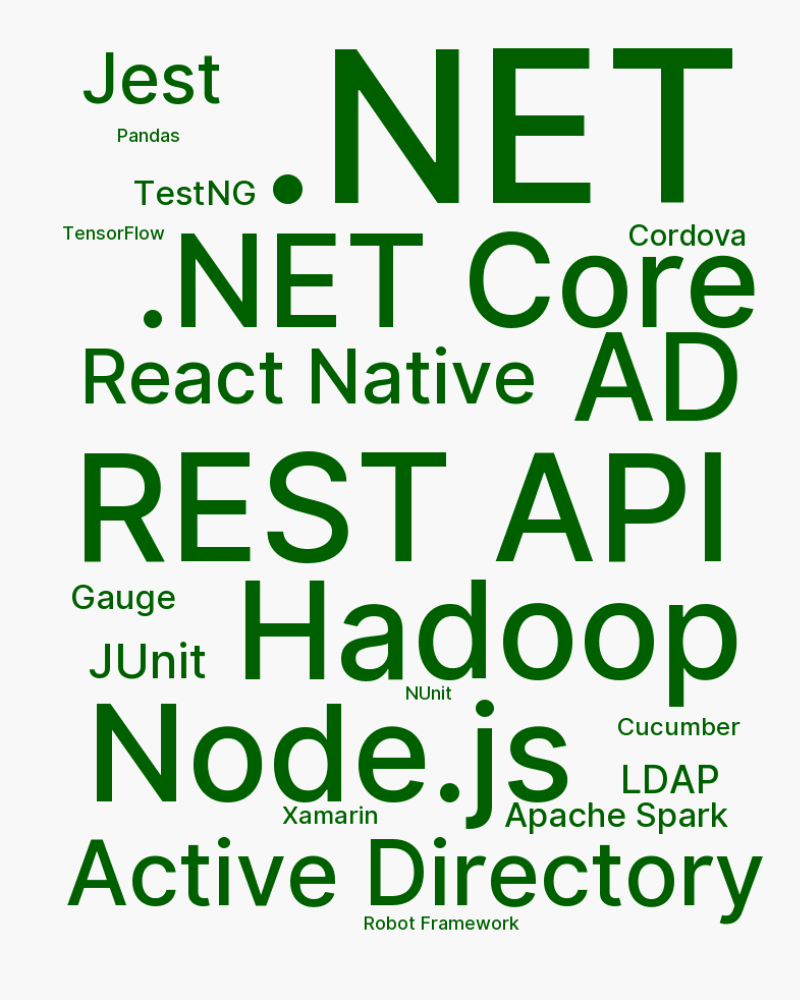 Jest
.NET
Pandas
TestNG
TensorFlow
Cordova
.NET Core
React Native
AD
REST API
Gauge
Hadoop
JUnit
NUnit
Node.js
Cucumber
LDAP
Xamarin
Apache Spark
Active Directory
Robot Framework